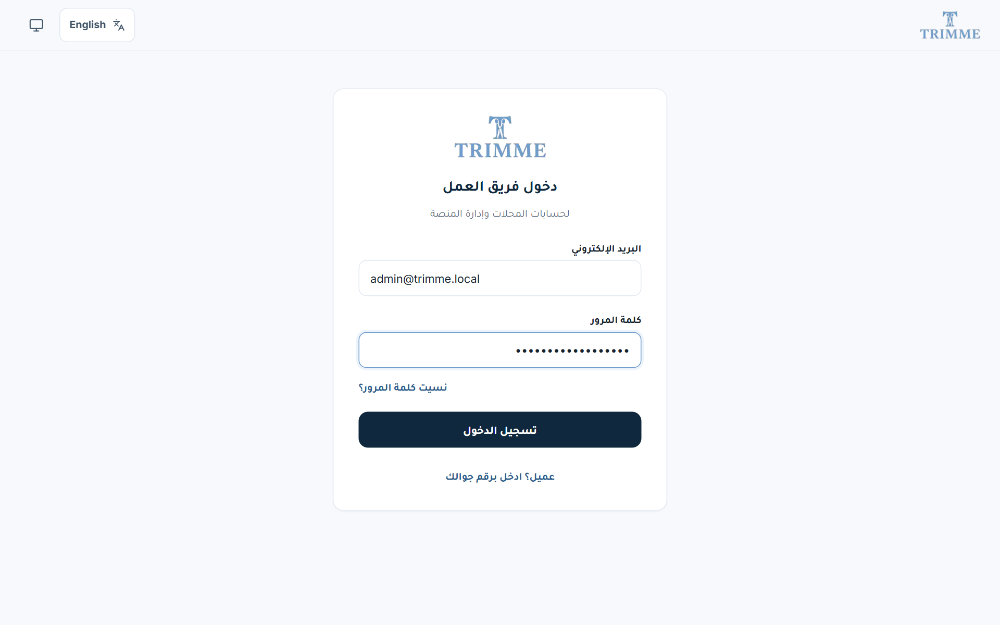 English
TRIMME
TRIMME
دخول فريق العمل
لحسابات المحلات وإدارة المنصة
البريد الإلكتروني
admin@trimme.local
كلمة المرور
••••••••••••••••••
نسيت كلمة المرور؟
تسجيل الدخول
عميل؟ ادخل برقم جوالك